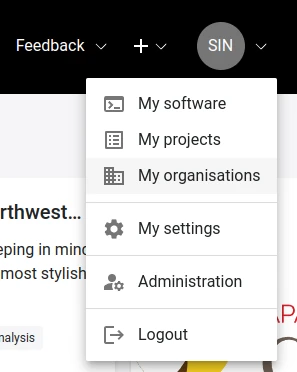 Feedback
SIN
My software
My projects
My organisations
rthwest...
eping in mind
most stylish
My settings
Administration
nalysis
Logout
APA